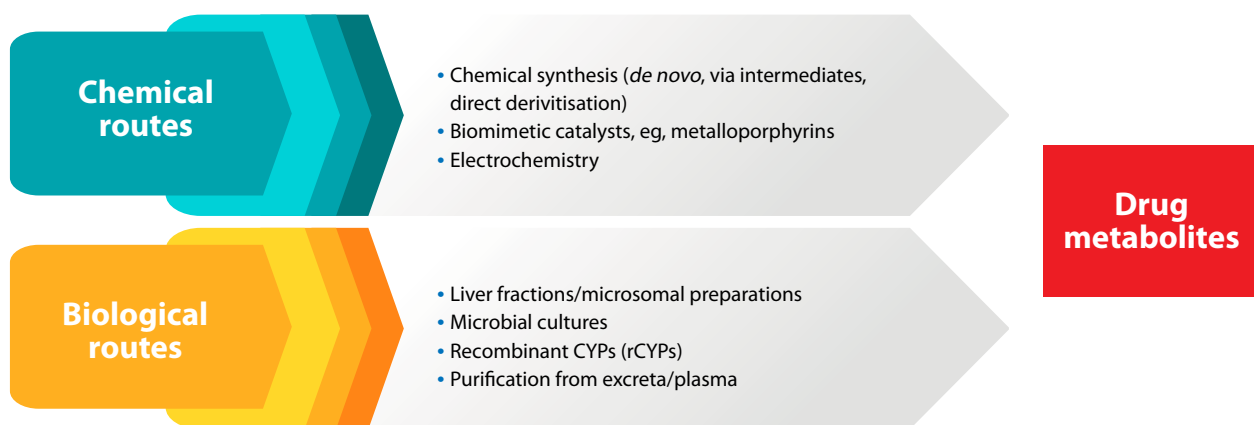 Chemical
routes
• Chemical synthesis (de novo, via intermediates,
direct derivitisation)
• Biomimetic catalysts, eg, metalloporphyrins
• Electrochemistry
Biological
routes
• Liver fractions/microsomal preparations
• Microbial cultures
• Recombinant CYPs (rCYPs)
• Purification from excreta/plasma
Drug
metabolites